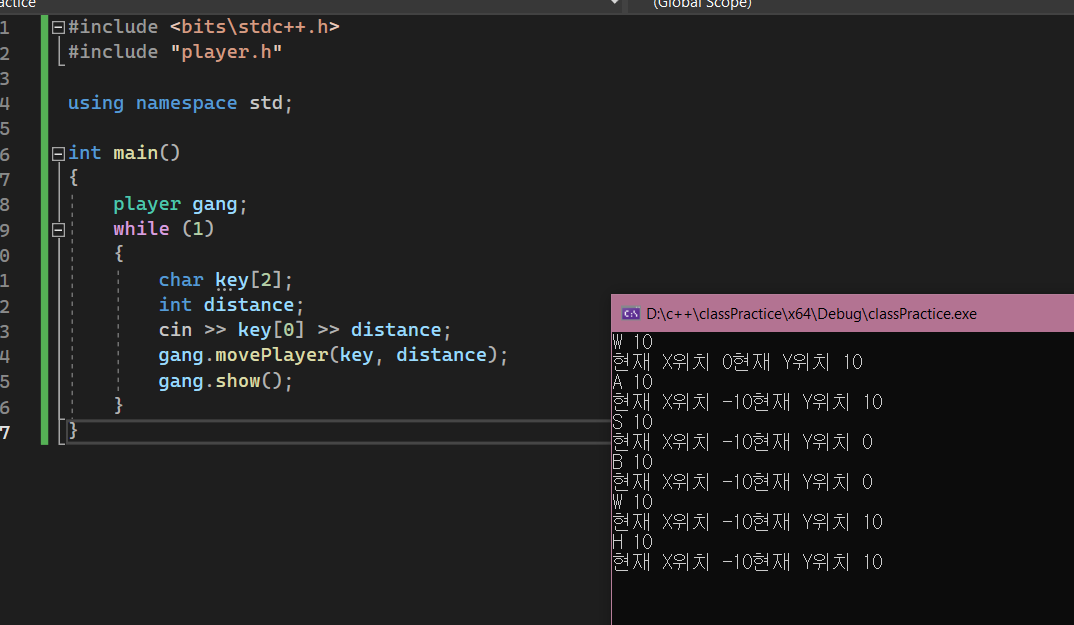 actice
(Global Scope)
1 #include <bits\stdc++.h>
2 #include "player.h"
3
4 using namespace std;
5
6 int main()
7 {
8 player gang;
9 while (1)
0 {
1 char key[2];
2 int distance;
3 cin >> key[0] >> distance;
4 gang.movePlayer(key, distance);
5 gang.show();
6 }
7 }
D:\c++\classPractice\x64\Debug\classPractice.exe
W 10
현재 X위치 0현재 Y위치 10
A 10
현재 X위치 -10현재 Y위치 10
S 10
현재 X위치 -10현재 Y위치 0
B 10
현재 X위치 -10현재 Y위치 0
W 10
현재 X위치 -10현재 Y위치 10
H 10
현재 X위치 -10현재 Y위치 10